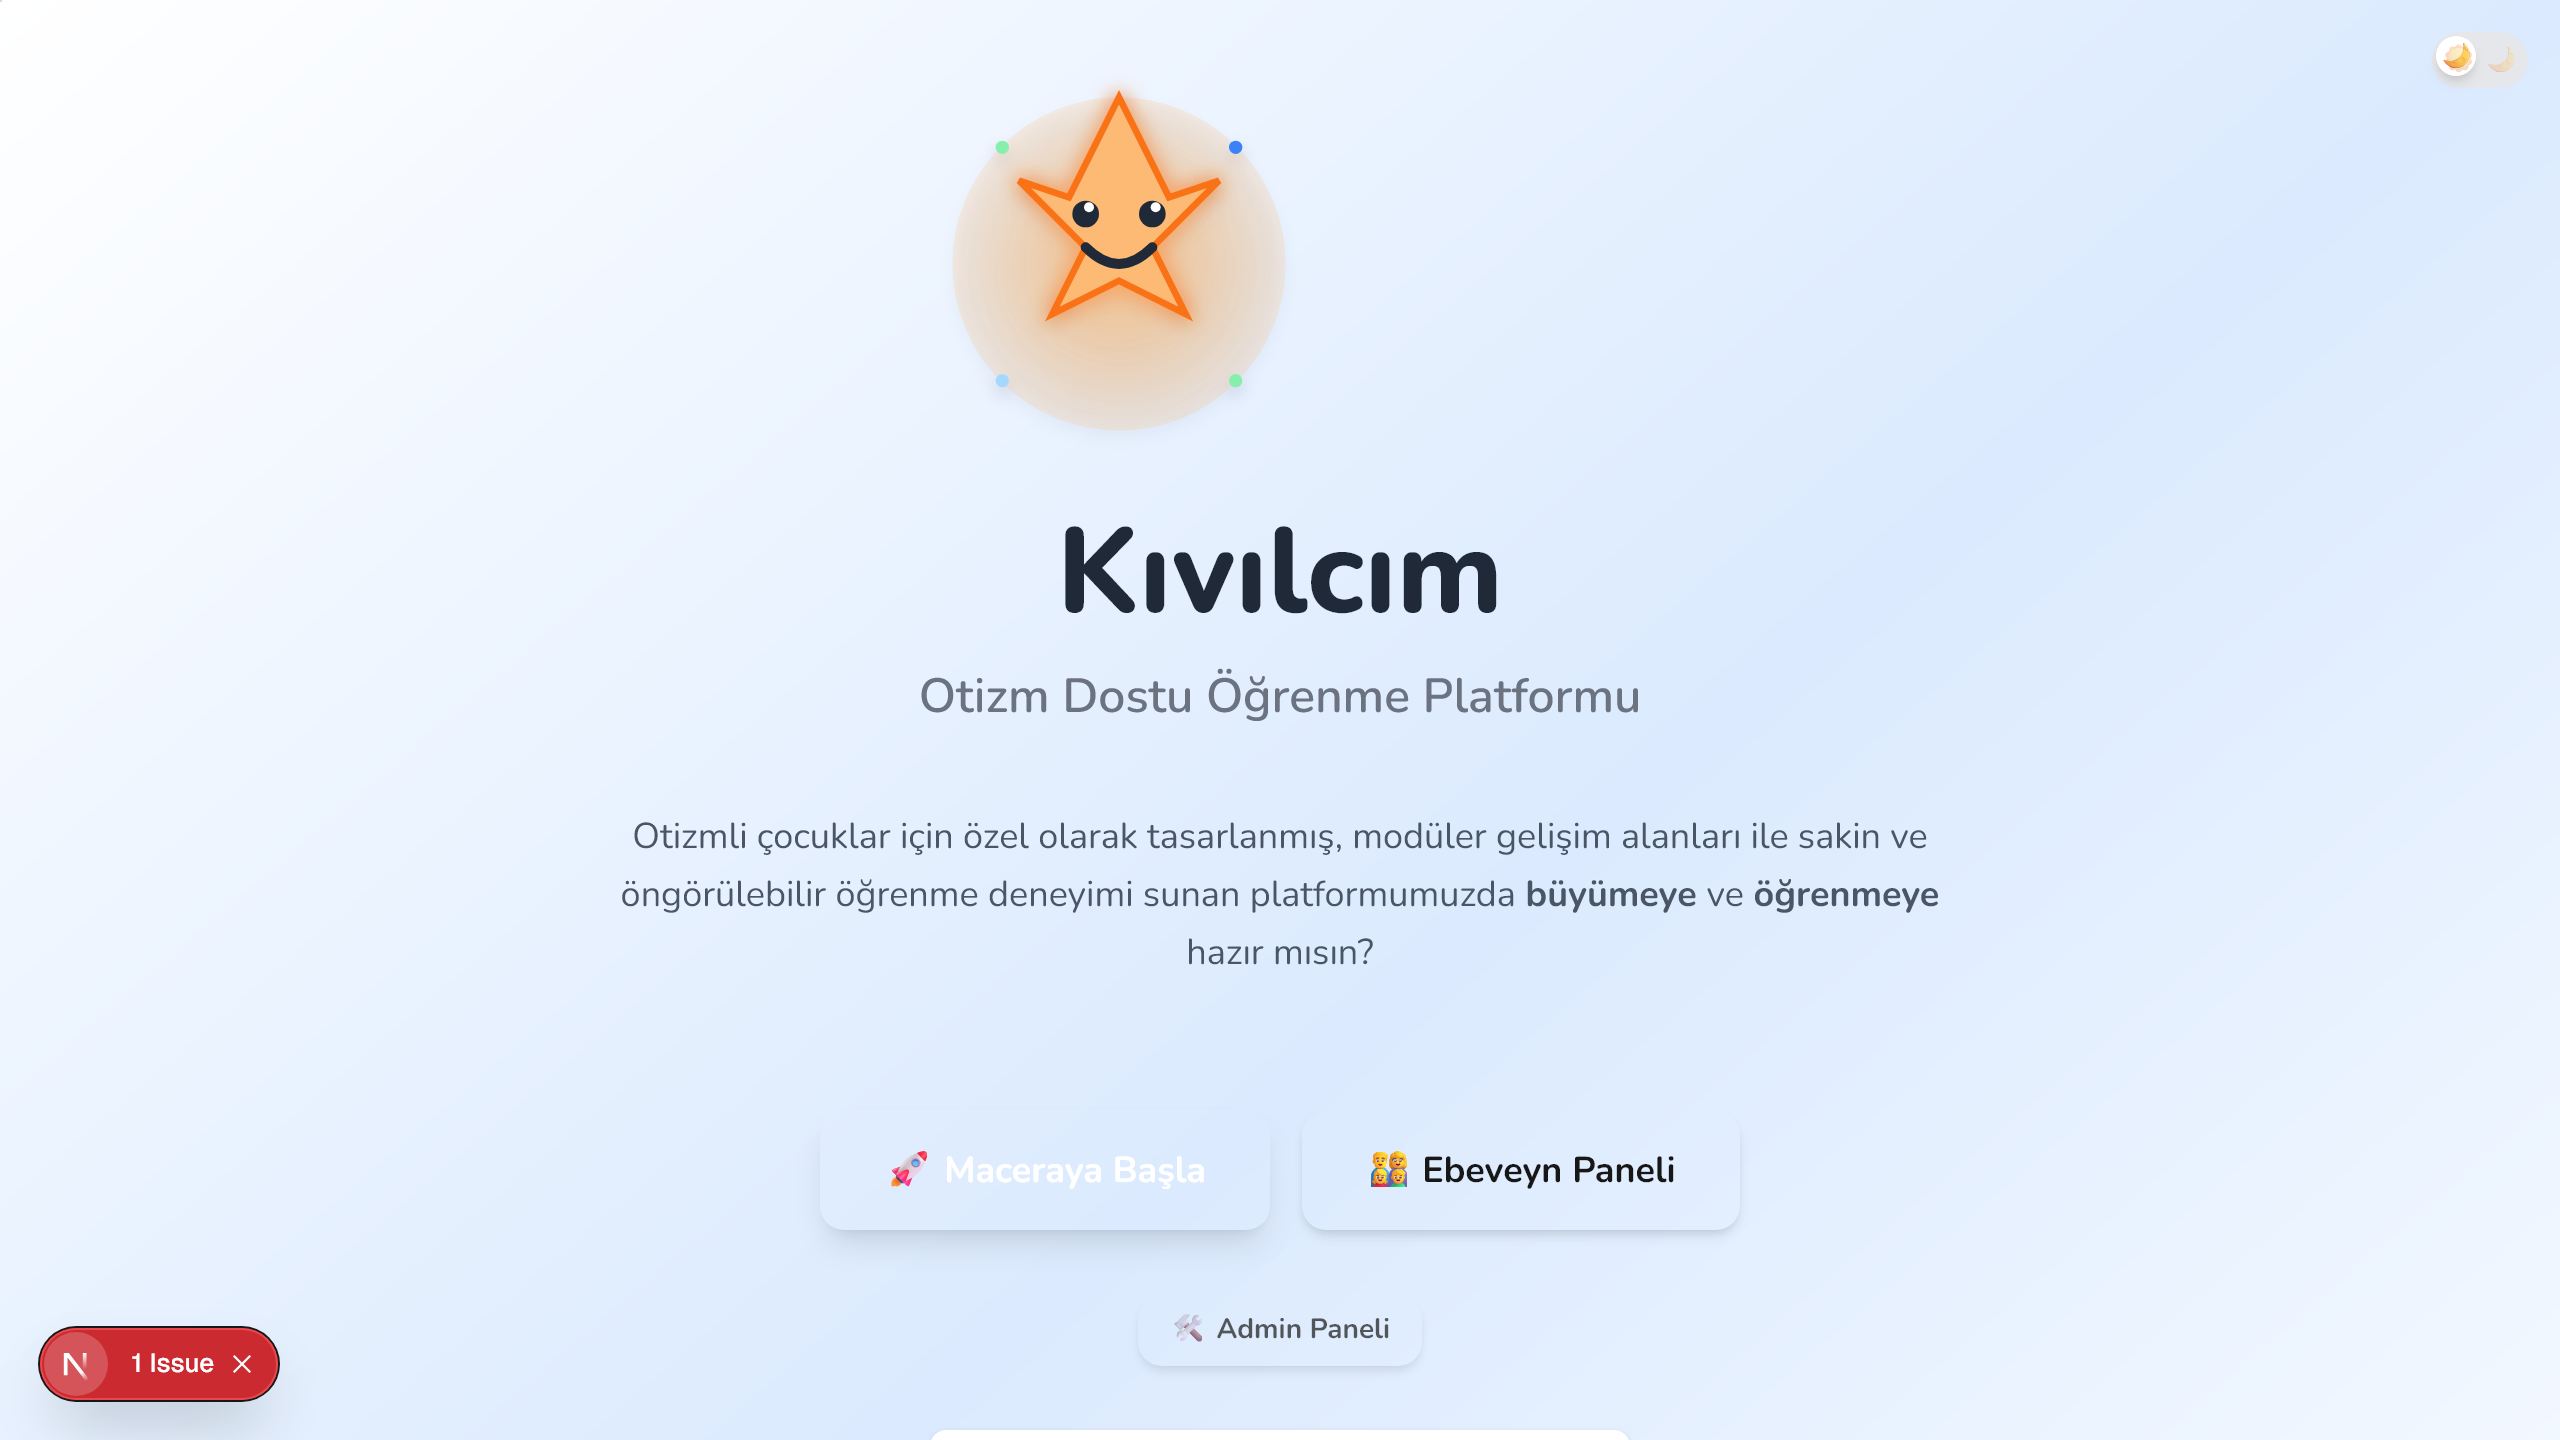 Kıvılcım
Otizm Dostu Öğrenme Platformu
Otizmli çocuklar için özel olarak tasarlanmış, modüler gelişim alanları ile sakin ve
öngörülebilir öğrenme deneyimi sunan platformumuzda büyümeye ve öğrenmeye
hazır mısın?
🚀 Maceraya Başla
👨‍👩‍👧‍👦 Ebeveyn Paneli
🛠️ Admin Paneli
N 1 Issue